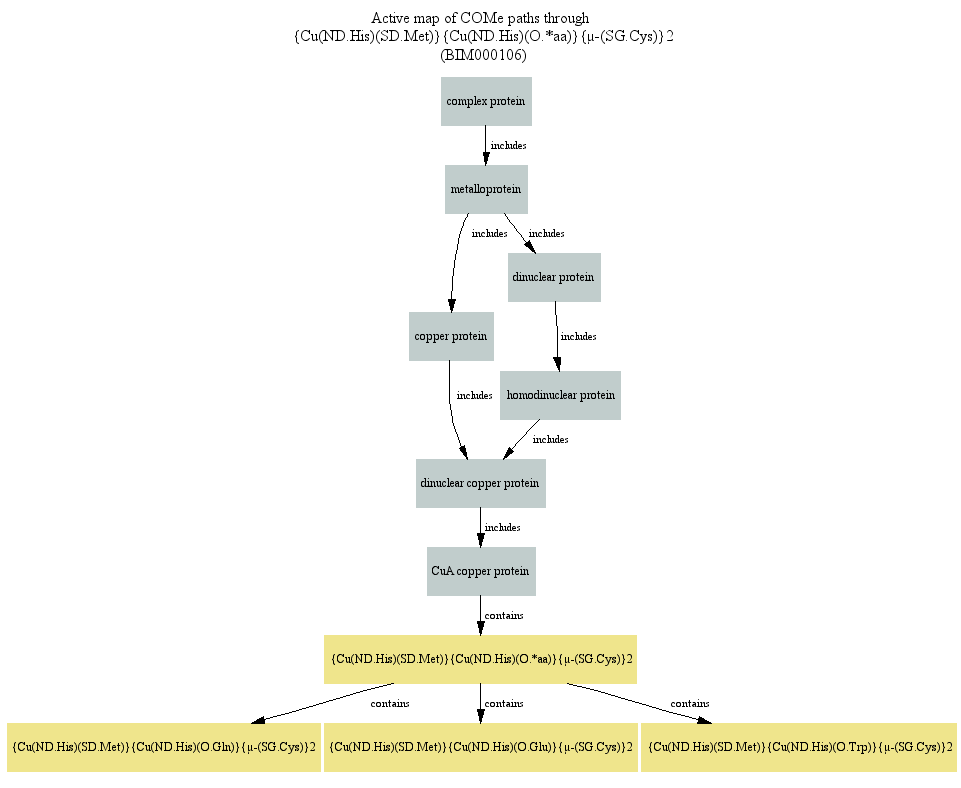 Active map of COMe paths through
{Cu(ND.His)(SD.Met)}{Cu(ND.His)(O.*aa)}{μ-(SG.Cys)}2
(BIM000106)
complex protein
includes
metalloprotein
includes
includes
dinuclear protein
copper protein
includes
includes
homodinuclear protein
includes
dinuclear copper protein
includes
CuA copper protein
contains
{Cu(ND.His)(SD.Met)}{Cu(ND.His)(O.*aa)}{μ-(SG.Cys)}2
contains
contains
contains
{Cu(ND.His)(SD.Met)}{Cu(ND.His)(O.Gln)}{μ-(SG.Cys)}2
{Cu(ND.His)(SD.Met)}{Cu(ND.His)(O.Glu)}{μ-(SG.Cys)}2
{Cu(ND.His)(SD.Met)}{Cu(ND.His)(O.Trp)}{μ-(SG.Cys)}2